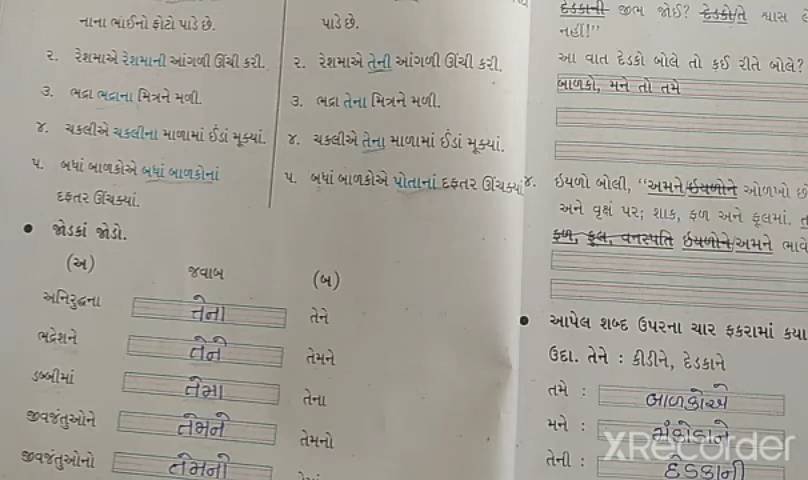 નાના ભાઈનો ફોટો પાડે છે.
૨. રેશમાએ રેશમાની આંગળી ઊંચી કરી.
૩. ભદ્રા ભદ્રાના મિત્રને મળી.
૪. ચકલીએ ચકલીના માળામાં ઈંડાં મૂક્યાં.
૫. બધાં બાળકોએ બધાં બાળકોનાં
દફતર ઊંચક્યાં.
પાડે છે.
૨. રેશમાએ તેની આંગળી ઊંચી કરી.
૩. ભદ્રા તેના મિત્રને મળી.
૪. ચકલીએ તેના માળામાં ઈંડાં મૂક્યાં.
૫. બધાં બાળકોએ પોતાનાં દફતર ઊંચક્યાં
• જોડકાં જોડો.
(અ) જવાબ (બ)
અનિરુદ્ધના તેના તેને
ભદ્રેશને તેને તેમને
ડબ્બીમાં તેમા તેના
જીવજંતુઓને તેમને તેમનો
જીવજંતુઓનો તેમનો
દેડકાની જીભ જોઈ? દેડકો/તે શ્વાસ
નહીં!"
આ વાત દેડકો બોલે તો કઈ રીતે બોલે?
બાળકો, મને તો તમે
૪. ઇયળો બોલી, "અમને/ઇયળોને ઓળખો છો
અને વૃક્ષ પર; શાક, ફળ અને ફૂલમાં.
ફળ, ફૂલ, વનસ્પતિ ઇયળોને/અમને ભાવે
• આપેલ શબ્દ ઉપરના ચાર ફકરામાં કયા
ઉદા. તેને : કીડીને, દેડકાને
તમે : બાળકોએ
મને : મંકોડાને
તેની : દેડકાની
XRecorder